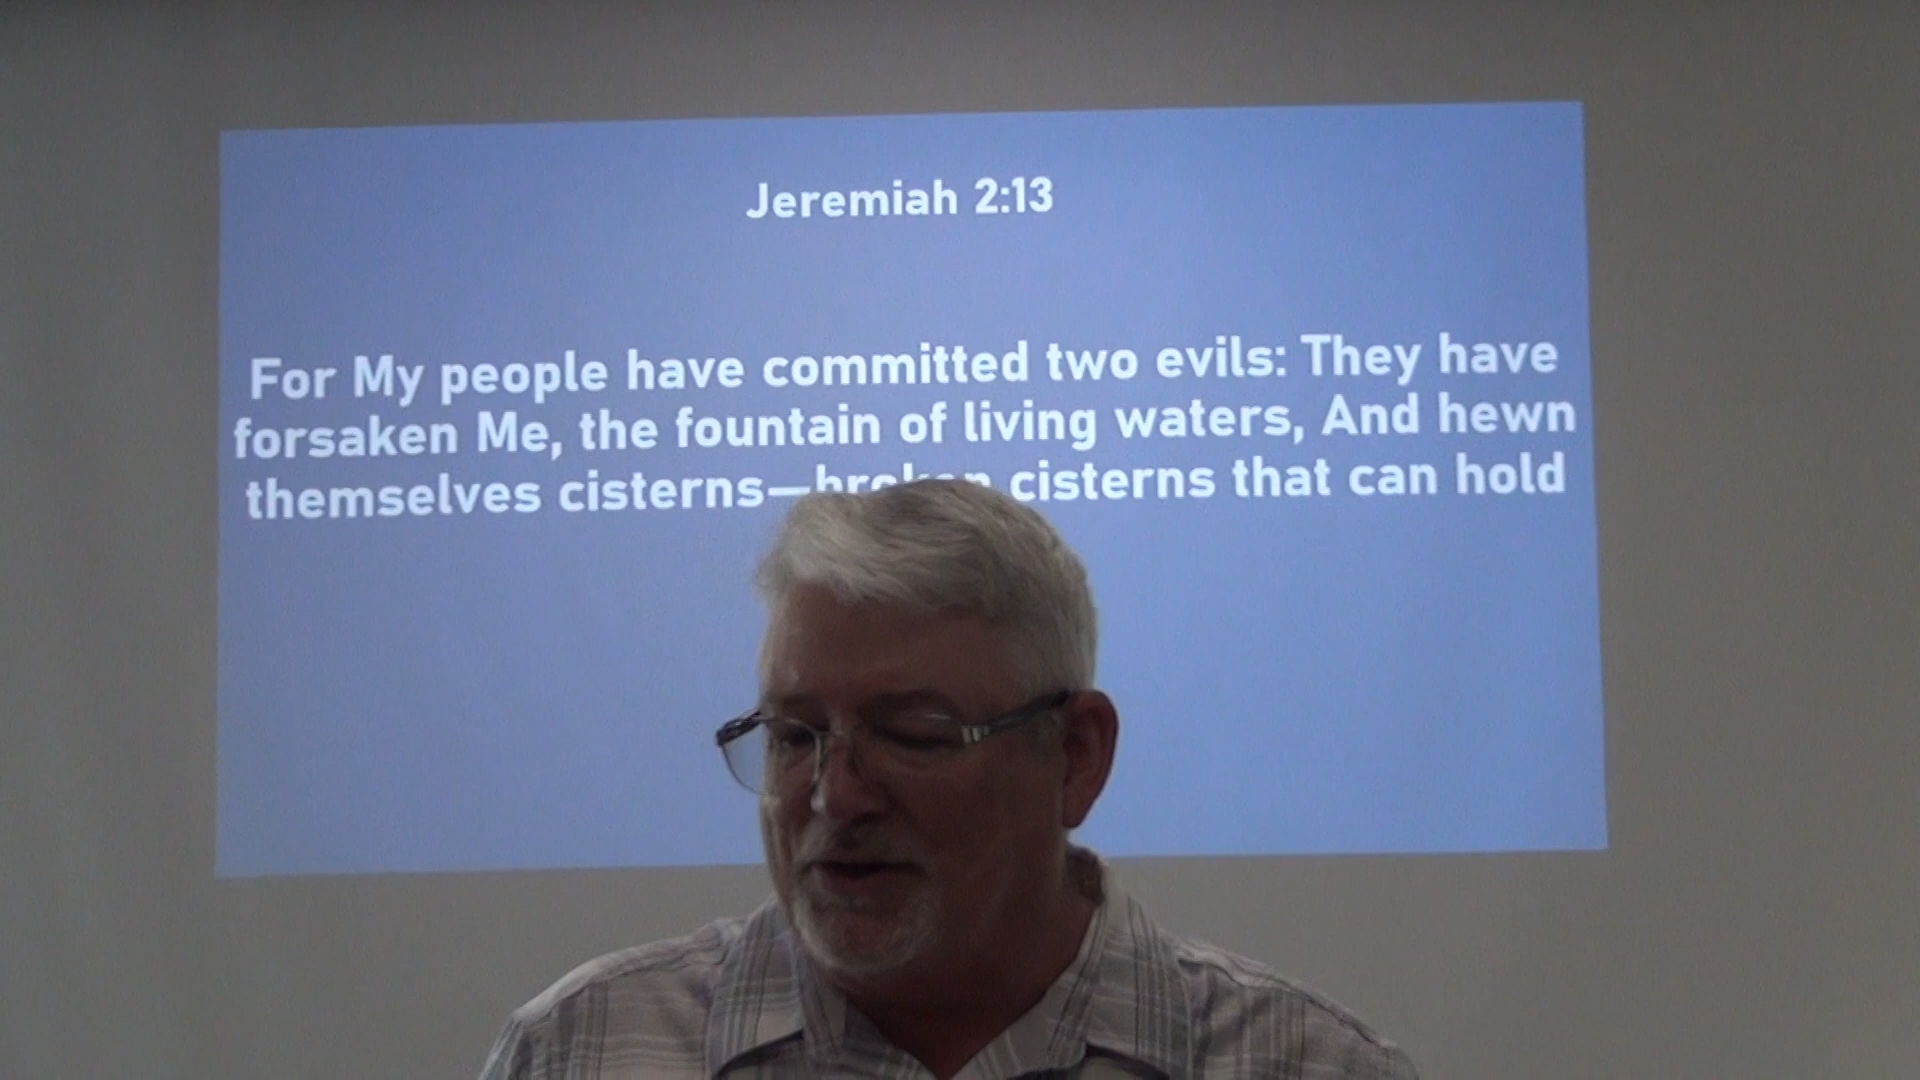 Jeremiah 2:13
For My people have committed two evils: They have
forsaken Me, the fountain of living waters, And hewn
themselves cisterns—broken cisterns that can hold